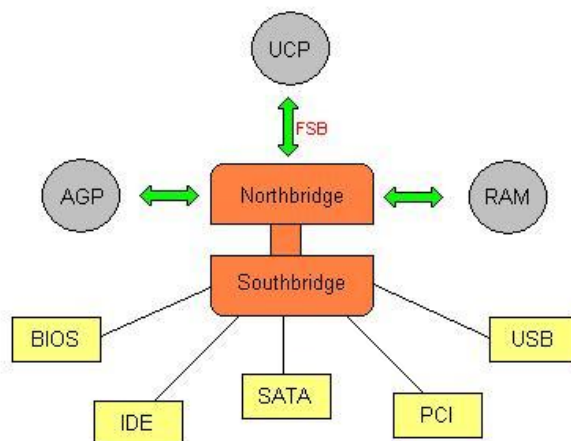 UCP
FSB
AGP
Northbridge
RAM
Southbridge
BIOS
USB
IDE
SATA
PCI